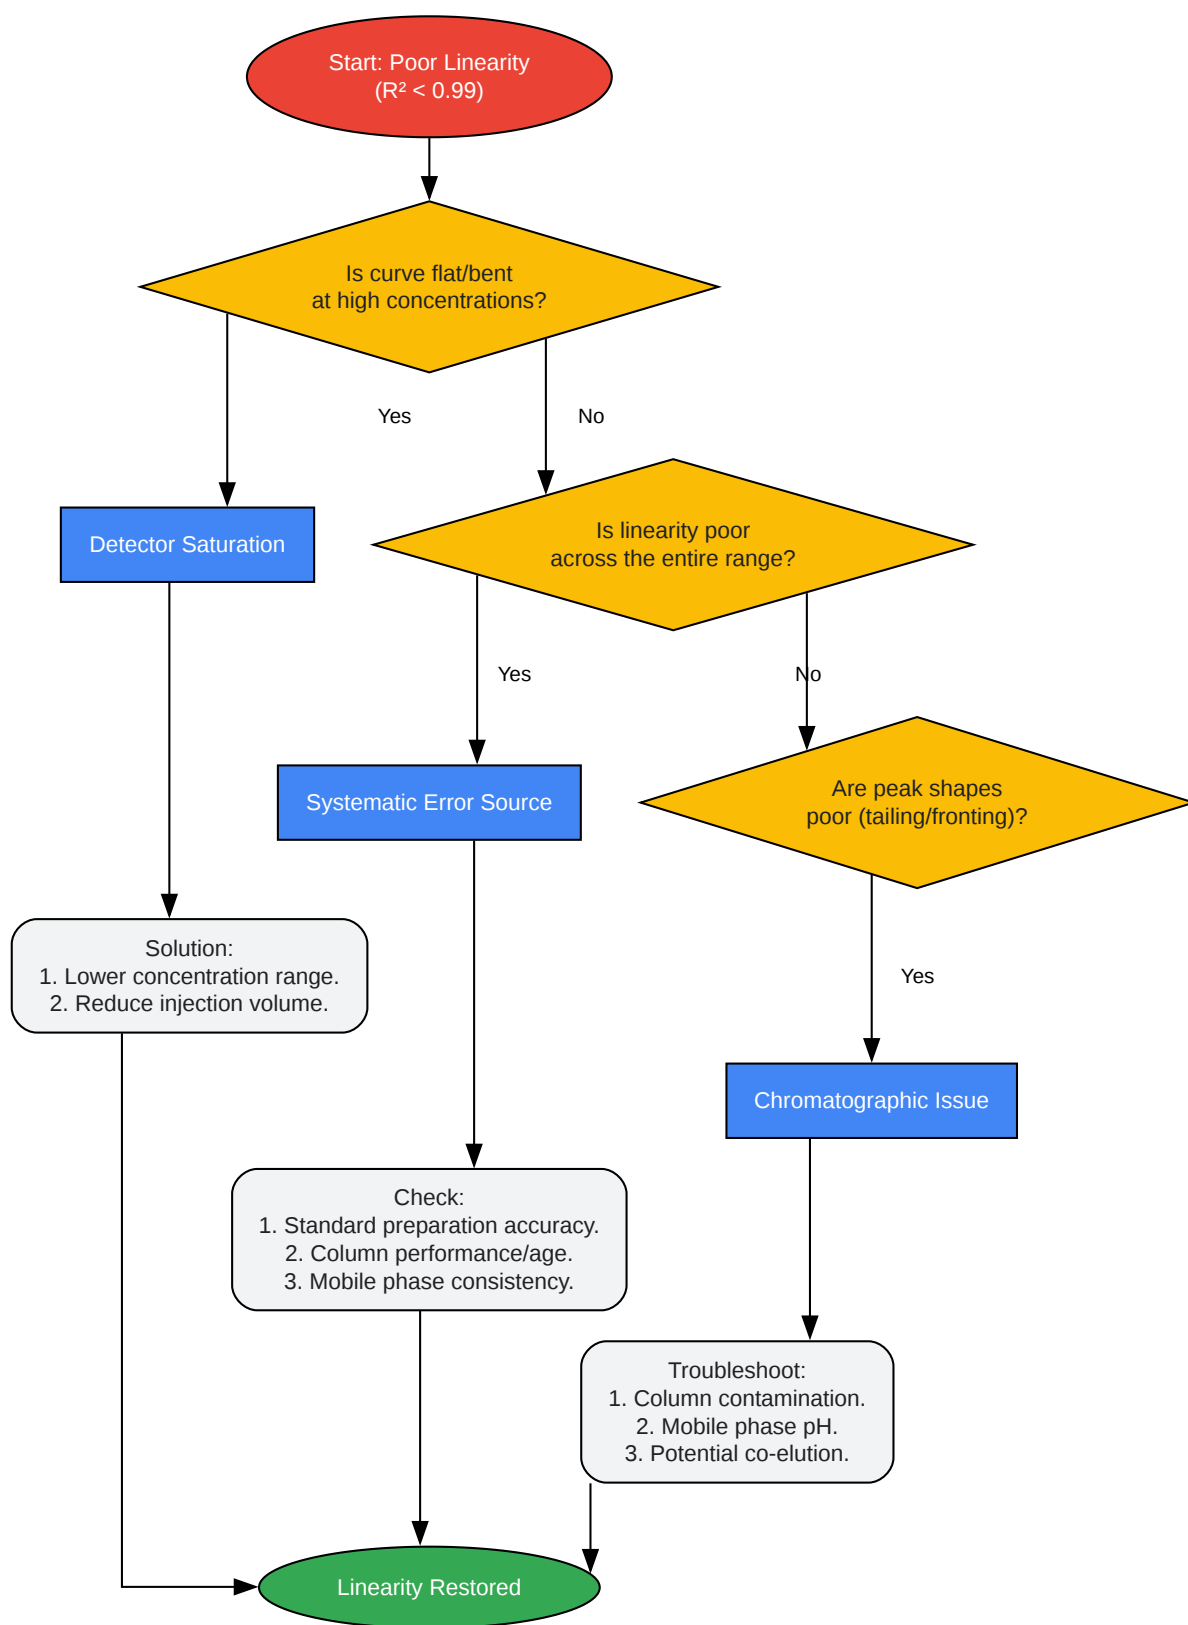 Start: Poor Linearity
(R² < 0.99)
Is curve flat/bent
at high concentrations?
Yes
No
Detector Saturation
Is linearity poor
across the entire range?
Yes
No
Systematic Error Source
Are peak shapes
poor (tailing/fronting)?
Solution:
1. Lower concentration range.
2. Reduce injection volume.
Yes
Chromatographic Issue
Check:
1. Standard preparation accuracy.
2. Column performance/age.
3. Mobile phase consistency.
Troubleshoot:
1. Column contamination.
2. Mobile phase pH.
3. Potential co-elution.
Linearity Restored